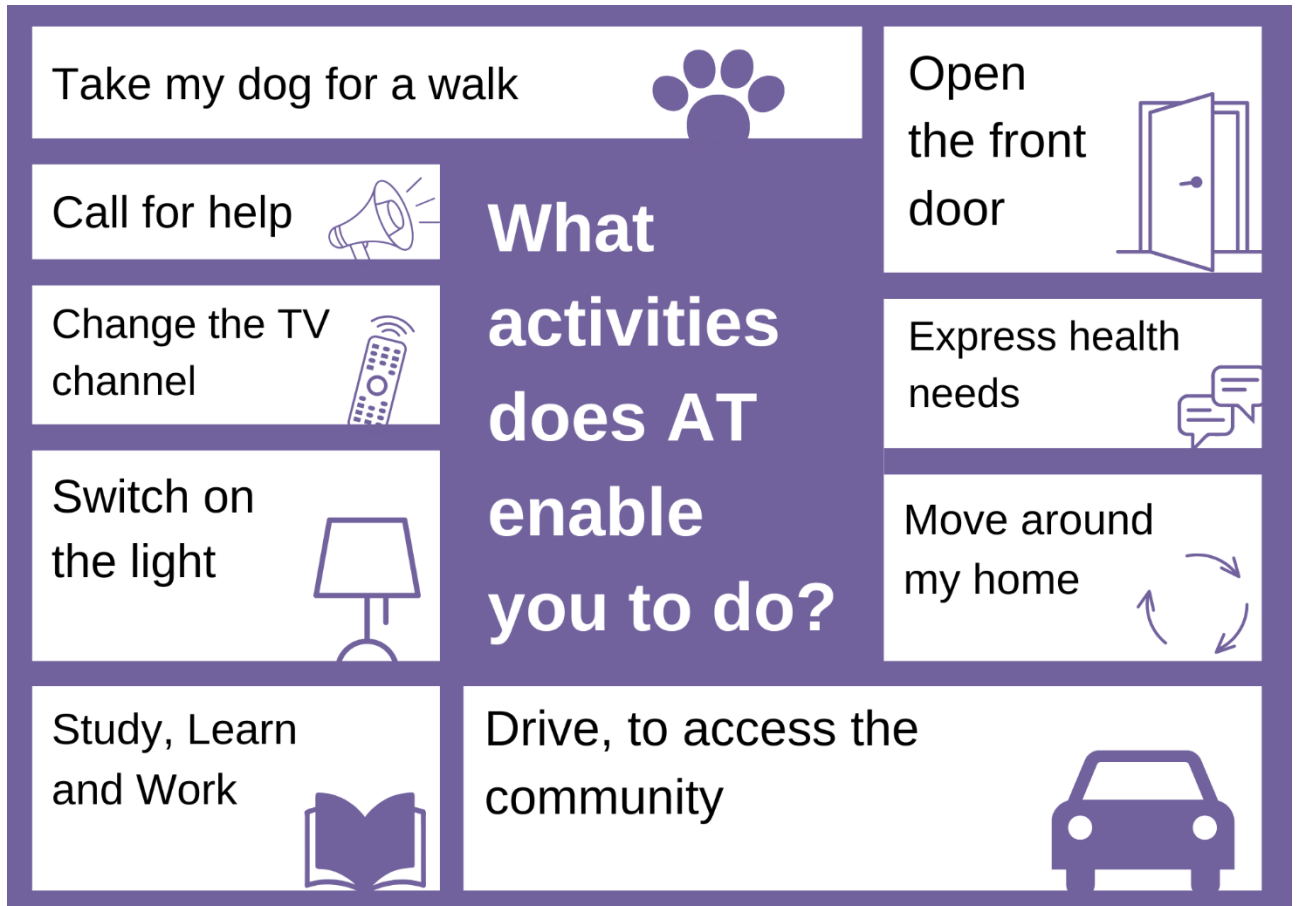 Take my dog for a walk
Open
the front
door
Call for help
What
activities
does AT
enable
you to do?
Change the TV
channel
Express health
needs
Switch on
the light
Move around
my home
Study, Learn
and Work
Drive, to access the
community